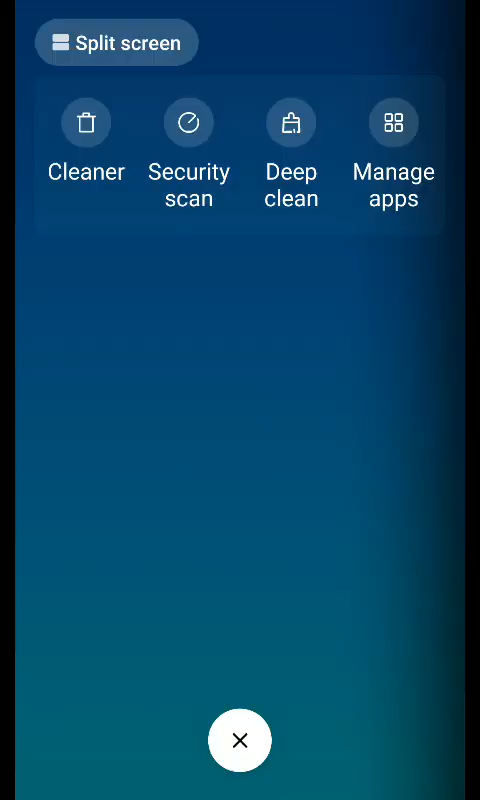 Split screen
Cleaner
Security
scan
Deep
clean
Manage
apps